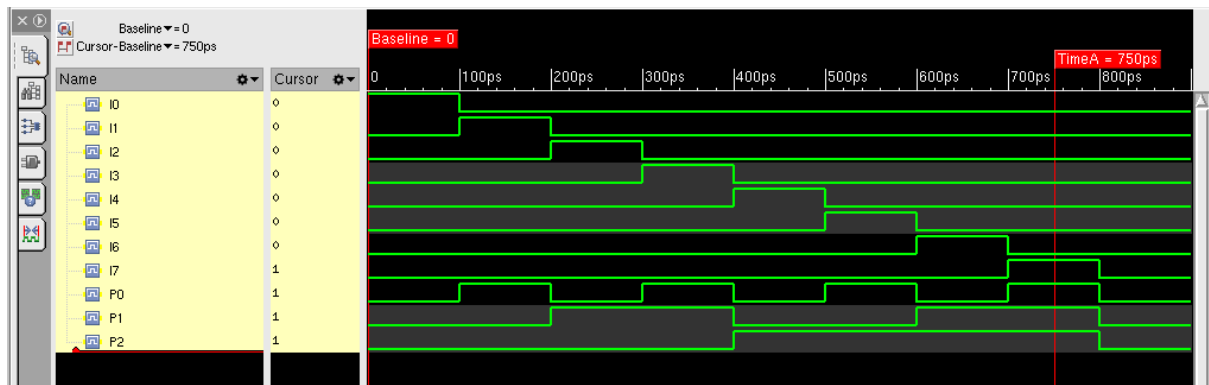 Baseline▼= 0
Cursor-Baseline▼= 750ps
Baseline = 0
TimeA = 750ps
Name Cursor 0 100ps 200ps 300ps 400ps 500ps 600ps 700ps 800ps
I0 0
I1 0
I2 0
I3 0
I4 0
I5 0
I6 0
I7 1
P0 1
P1 1
P2 1